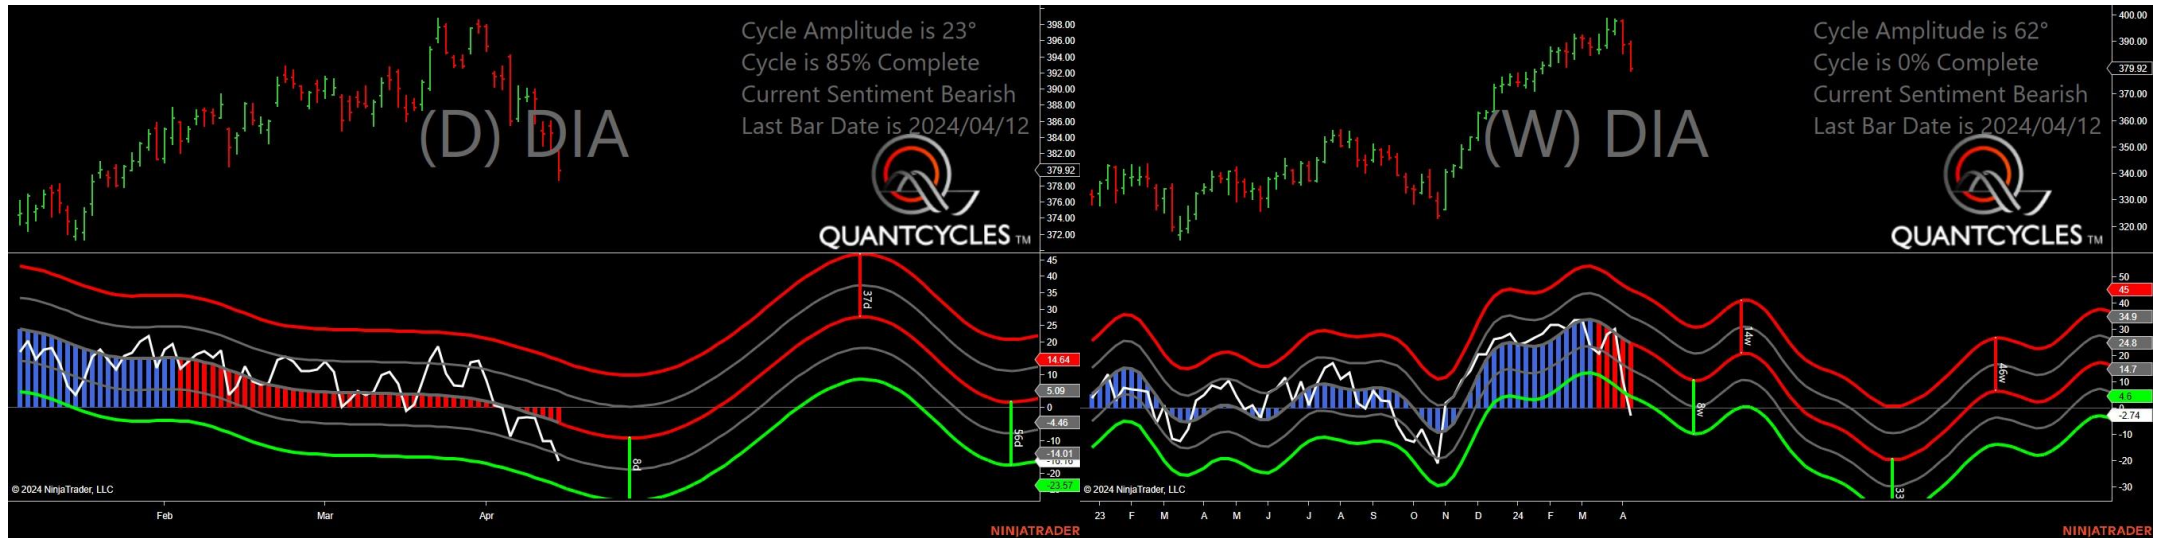 Cycle Amplitude is 23°
Cycle is 85% Complete
Current Sentiment Bearish
Last Bar Date is 2024/04/12
(D) DIA
QUANTCYCLES TM
398.00
396.00
394.00
392.00
390.00
388.00
386.00
384.00
382.00
379.92
378.00
376.00
374.00
372.00
45
40
35
30
25
20
14.64
5.09
0
-4.46
-10
-14.01
-20
-23.57
37d
8d
56d
© 2024 NinjaTrader, LLC
Feb Mar Apr
NINJATRADER
Cycle Amplitude is 62°
Cycle is 0% Complete
Current Sentiment Bearish
Last Bar Date is 2024/04/12
(W) DIA
QUANTCYCLES TM
400.00
390.00
379.92
370.00
360.00
350.00
340.00
330.00
320.00
50
45
40
34.9
30
24.8
20
14.7
10
4.6
-2.74
-10
-20
-30
14w
8w
46w
33
© 2024 NinjaTrader, LLC
23 F M A M J J A S O N D 24 F M A
NINJATRADER